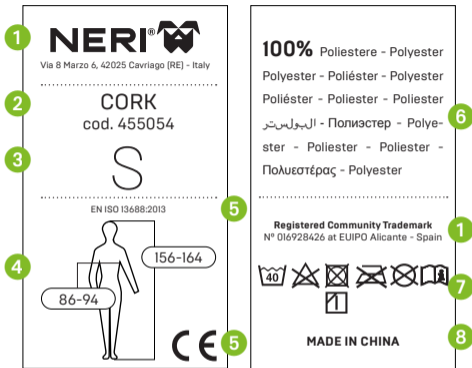 1
NERI®
Via 8 Marzo 6, 42025 Cavriago (RE) - Italy
2
CORK
cod. 455054
3
S
EN ISO 13688:2013
5
4
156-164
86-94
CE
5
100% Poliestere - Polyester
Polyester - Poliéster - Polyester
Poliéster - Poliester - Poliester
البولستر - Полиэстер - Polye-
ster - Poliester - Poliester -
Πολυεστέρας - Polyester
6
Registered Community Trademark
N° 016928426 at EUIPO Alicante - Spain
1
40
7
MADE IN CHINA
8